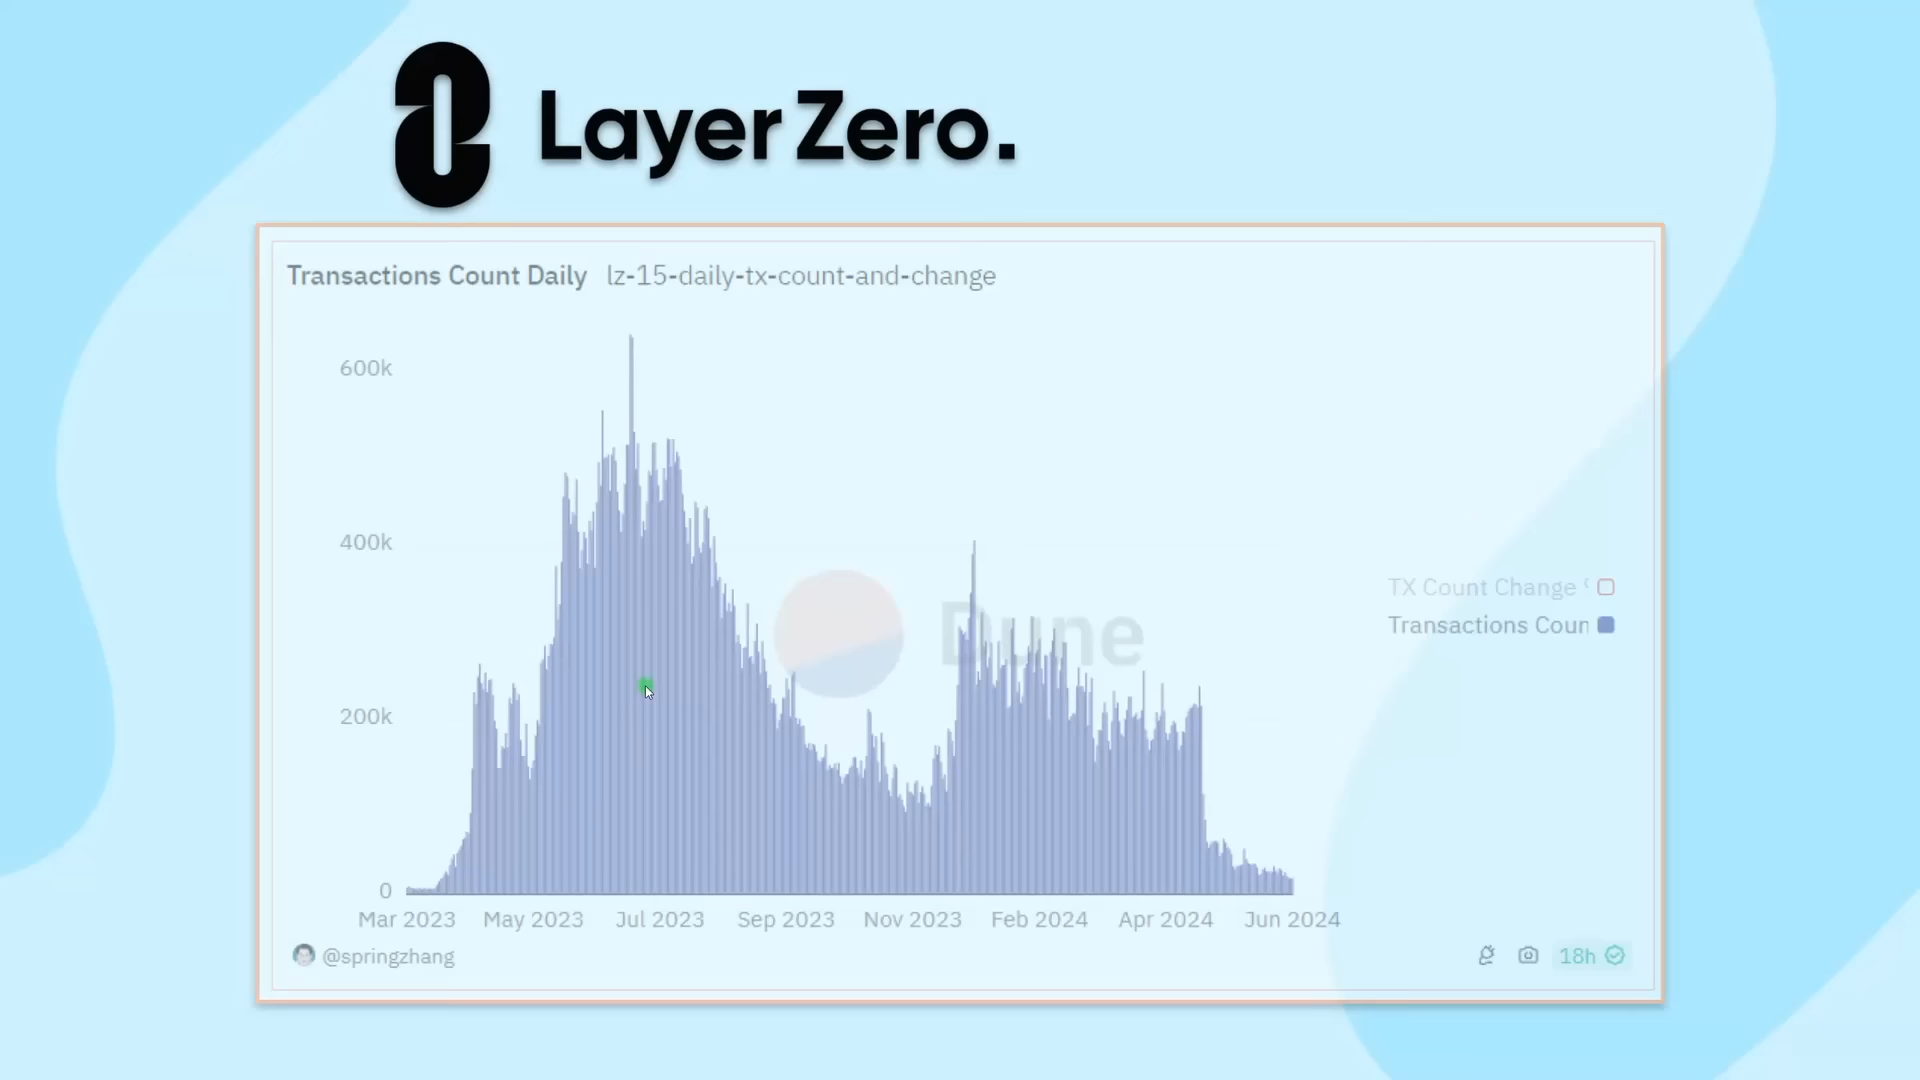 LayerZero.
Transactions Count Daily lz-15-daily-tx-count-and-change
600k
400k
200k
0
Dune
TX Count Change
Transactions Coun
Mar 2023 May 2023 Jul 2023 Sep 2023 Nov 2023 Feb 2024 Apr 2024 Jun 2024
@springzhang
18h